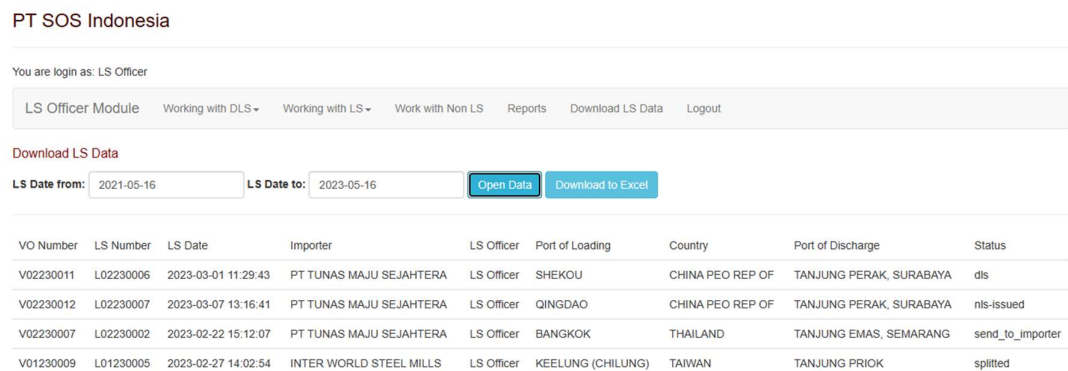 PT SOS Indonesia
You are login as: LS Officer
LS Officer Module Working with DLS Working with LS Work with Non LS Reports Download LS Data Logout
Download LS Data
LS Date from: 2021-05-16 LS Date to: 2023-05-16 Open Data Download to Excel
VO Number LS Number LS Date Importer LS Officer Port of Loading Country Port of Discharge Status
V02230011 L02230006 2023-03-01 11:29:43 PT TUNAS MAJU SEJAHTERA LS Officer SHEKOU CHINA PEO REP OF TANJUNG PERAK, SURABAYA dls
V02230012 L02230007 2023-03-07 13:16:41 PT TUNAS MAJU SEJAHTERA LS Officer QINGDAO CHINA PEO REP OF TANJUNG PERAK, SURABAYA nls-issued
V02230007 L02230002 2023-02-22 15:12:07 PT TUNAS MAJU SEJAHTERA LS Officer BANGKOK THAILAND TANJUNG EMAS, SEMARANG send_to_importer
V01230009 L01230005 2023-02-27 14:02:54 INTER WORLD STEEL MILLS LS Officer KEELUNG (CHILUNG) TAIWAN TANJUNG PRIOK splitted